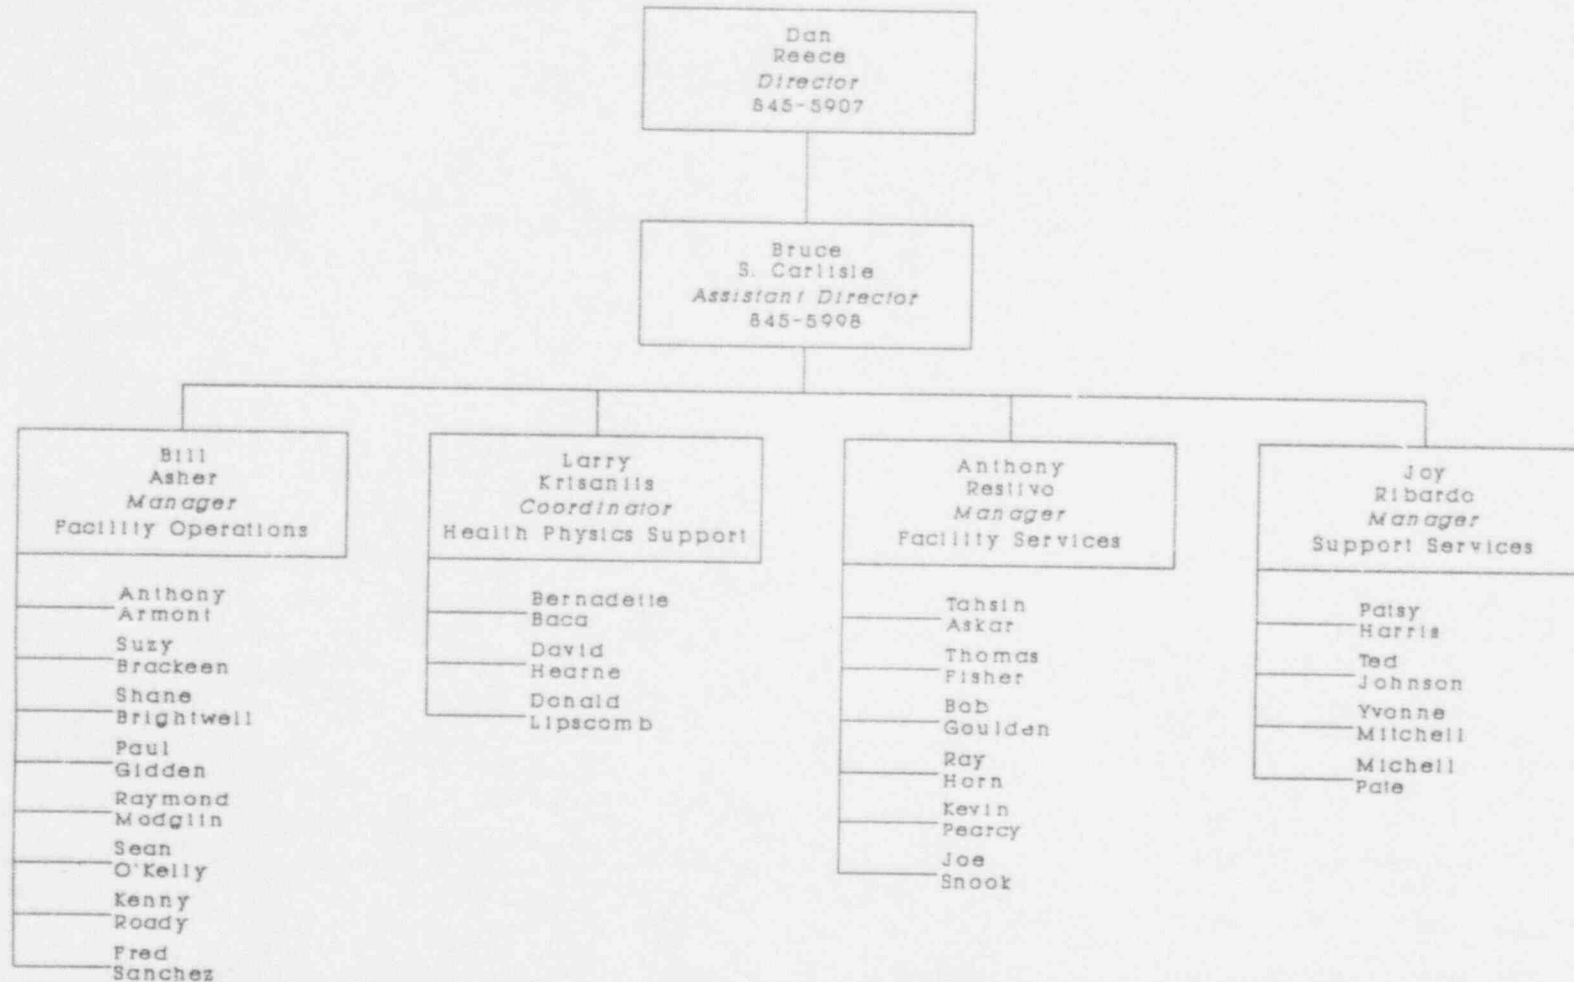 Dan
Reece
Director
845-5907
Bruce
S. Carlisle
Assistant Director
845-5998
Bill
Asher
Manager
Facility Operations
Anthony
Armont
Suzy
Brackeen
Shane
Brightwell
Paul
Gidden
Raymond
Modglin
Sean
O'Kelly
Kenny
Roady
Fred
Sanchez
Larry
Krisanits
Coordinator
Health Physics Support
Bernadette
Baca
David
Hearne
Donald
Lipscomb
Anthony
Restivo
Manager
Facility Services
Tahsin
Askar
Thomas
Fisher
Bob
Goulden
Ray
Horn
Kevin
Pearcy
Joe
Snook
Joy
Ribardo
Manager
Support Services
Patsy
Harris
Ted
Johnson
Yvonne
Mitchell
Michell
Pate